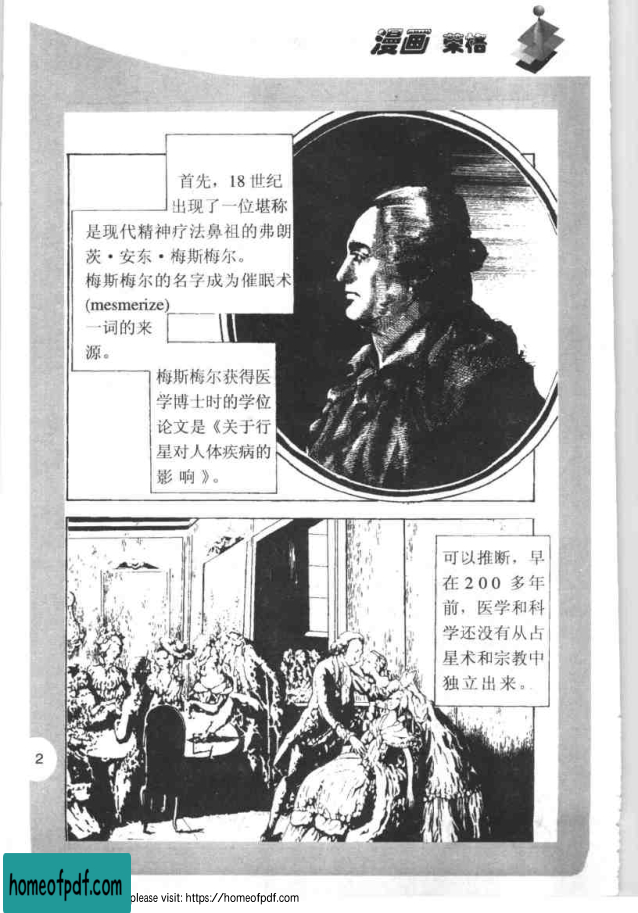 漫画 荣格
首先，18 世纪
出现了一位堪称
是现代精神疗法鼻祖的弗朗
茨·安东·梅斯梅尔。
梅斯梅尔的名字成为催眠术
(mesmerize)
一词的来
源。
梅斯梅尔获得医
学博士时的学位
论文是《关于行
星对人体疾病的
影 响》。
可以推断，早
在 200 多年
前，医学和科
学还没有从占
星术和宗教中
独立出来。
2
homeofpdf.com
please visit: https://homeofpdf.com